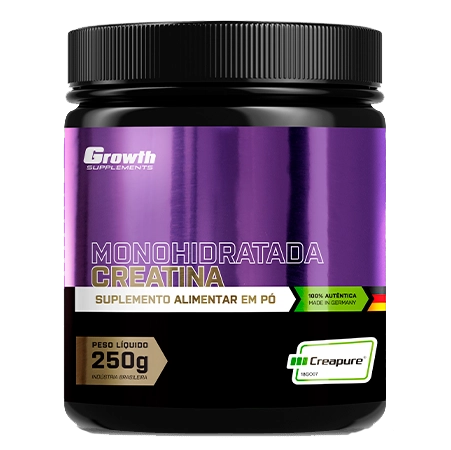 Growth
SUPPLEMENTS
MONOHIDRATADA
CREATINA
SUPLEMENTO ALIMENTAR EM PÓ
100% AUTÊNTICA
MADE IN GERMANY
PESO LÍQUIDO
250g
INDÚSTRIA BRASILEIRA
Creapure®